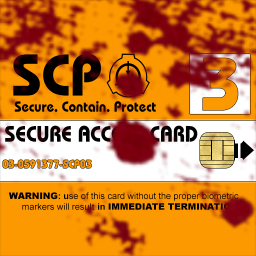 SCP
3
Secure. Contain. Protect
SECURE ACC CARD
03-0591377-SCP03
WARNING: use of this card without the proper biometric
markers will result in IMMEDIATE TERMINATIO